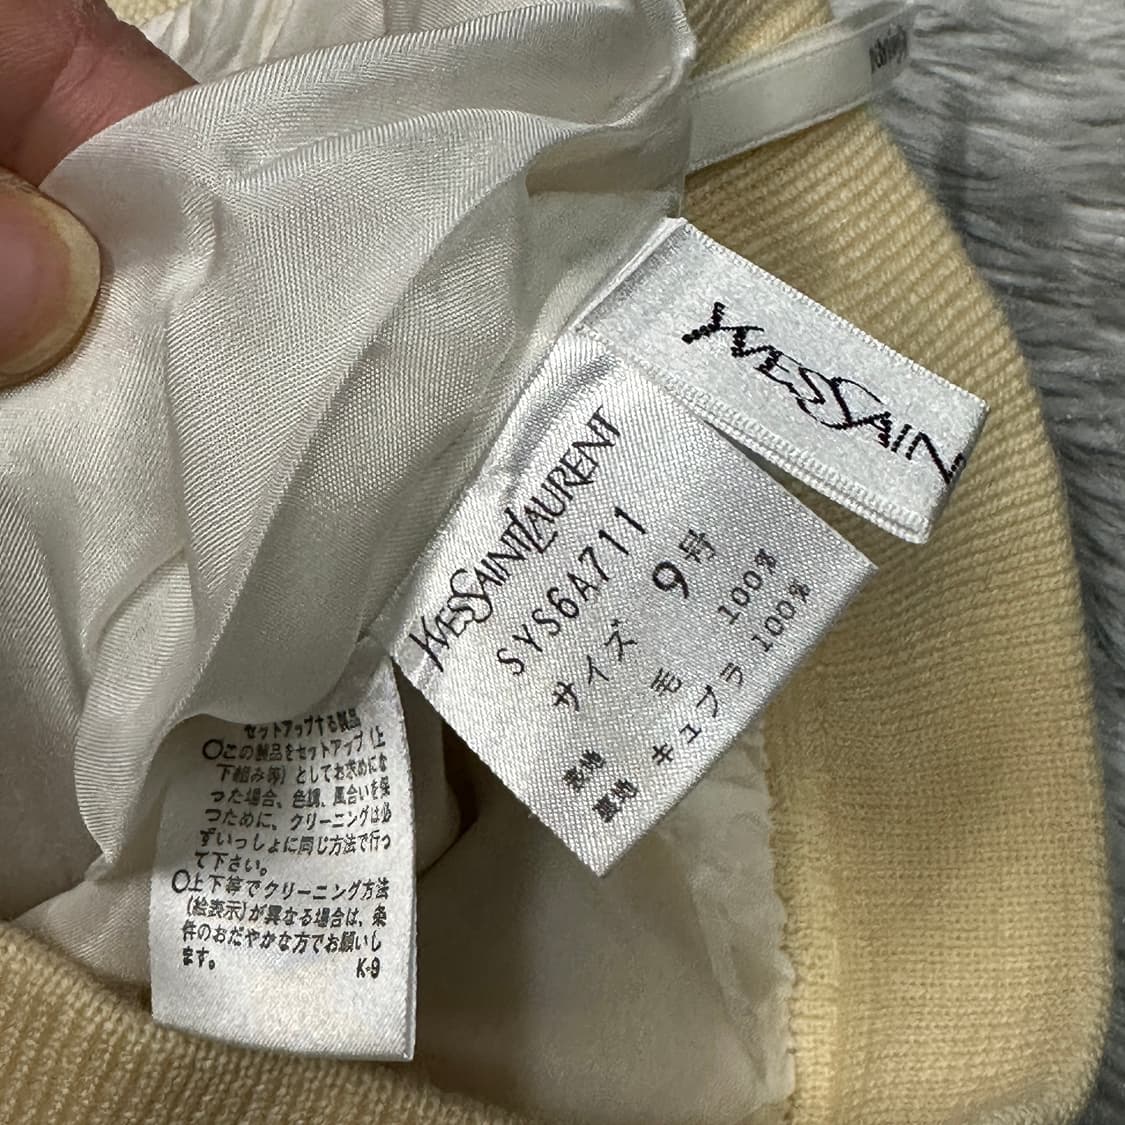 YVESSAIN
YVESSAINTLAURENT
SYS6A711
サイズ 9号
表地 毛 100%
裏地 キュプラ 100%
セットアップする製品
○この製品をセットアップ(上
下組み等)としてお求めにな
った場合、色調、風合いを保
つために、クリーニングは必
ずいっしょに同じ方法で行っ
て下さい。
○上下等でクリーニング方法
(絵表示)が異なる場合は、条
件のおだやかな方でお願いし
ます。
K-9